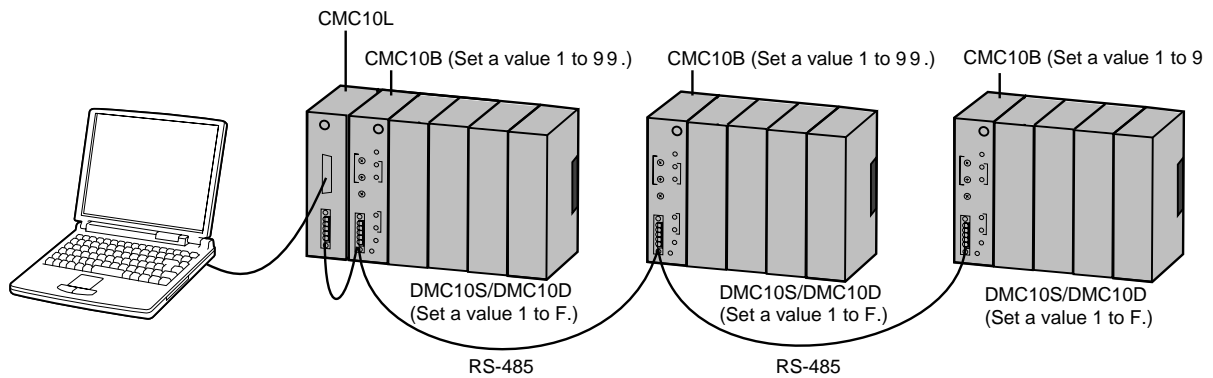 CMC10L
CMC10B (Set a value 1 to 99.)
CMC10B (Set a value 1 to 99.)
CMC10B (Set a value 1 to 9
DMC10S/DMC10D
(Set a value 1 to F.)
DMC10S/DMC10D
(Set a value 1 to F.)
DMC10S/DMC10D
(Set a value 1 to F.)
RS-485
RS-485